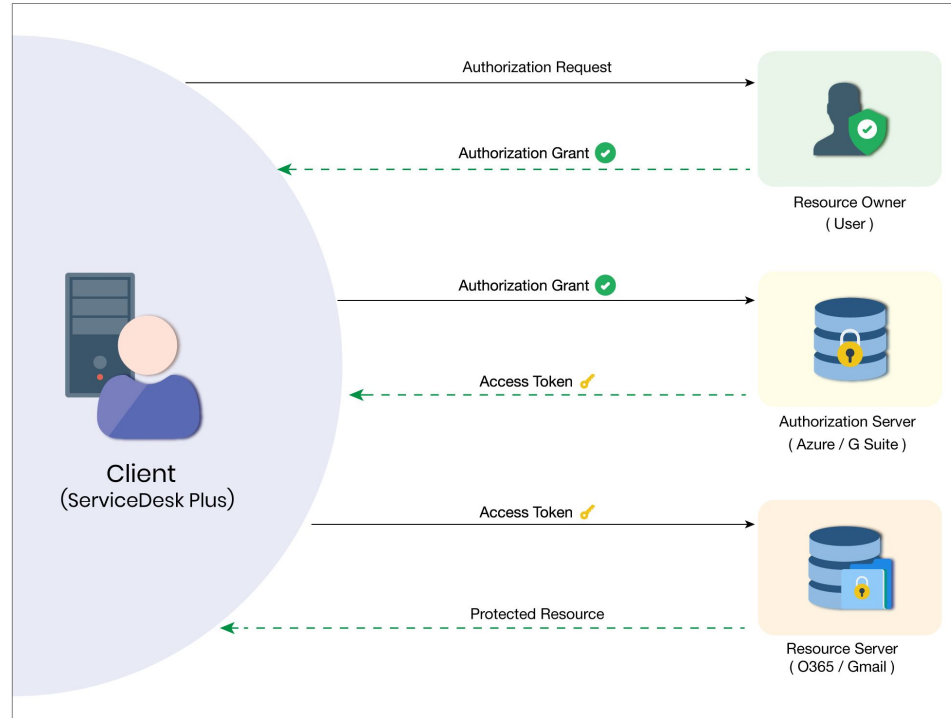 Authorization Request
Authorization Grant
Resource Owner
( User )
Authorization Grant
Access Token
Authorization Server
( Azure / G Suite )
Client
(ServiceDesk Plus)
Access Token
Protected Resource
Resource Server
( O365 / Gmail )